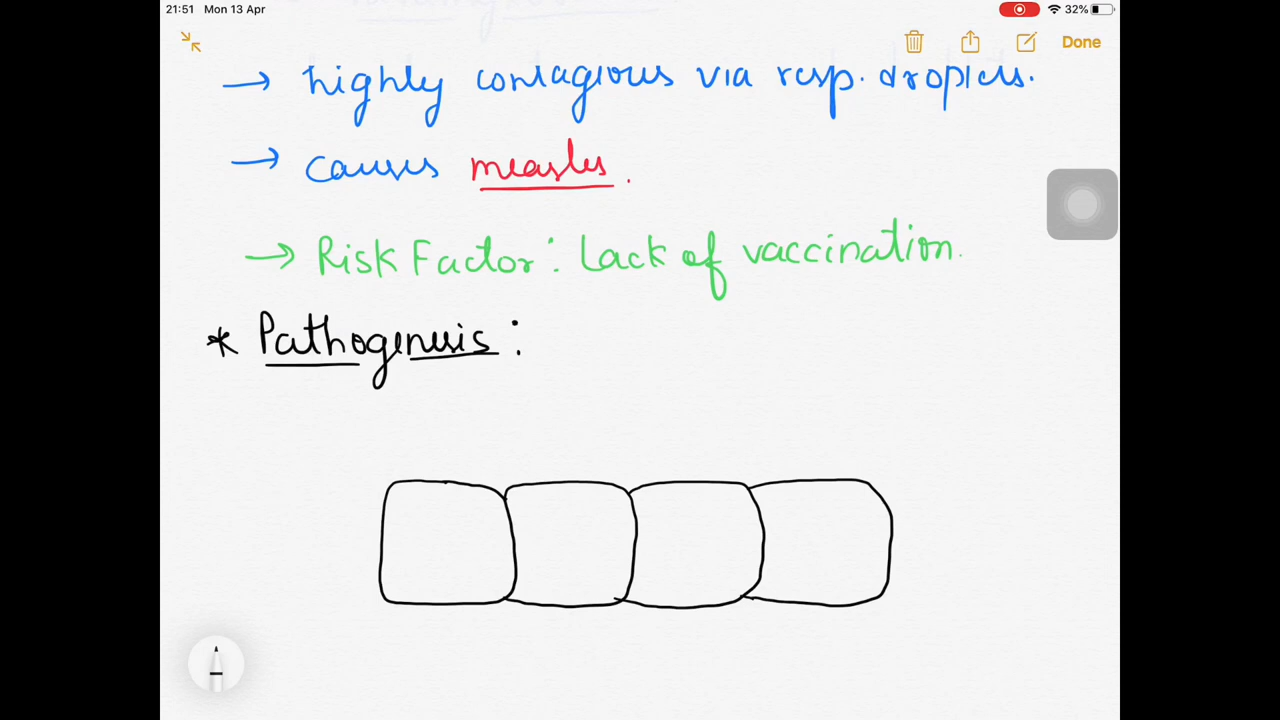 21:51 Mon 13 Apr 32%
Done
→ highly contagious via resp. droplets.
→ causes measles.
→ Risk Factor: Lack of vaccination.
* Pathogenesis: